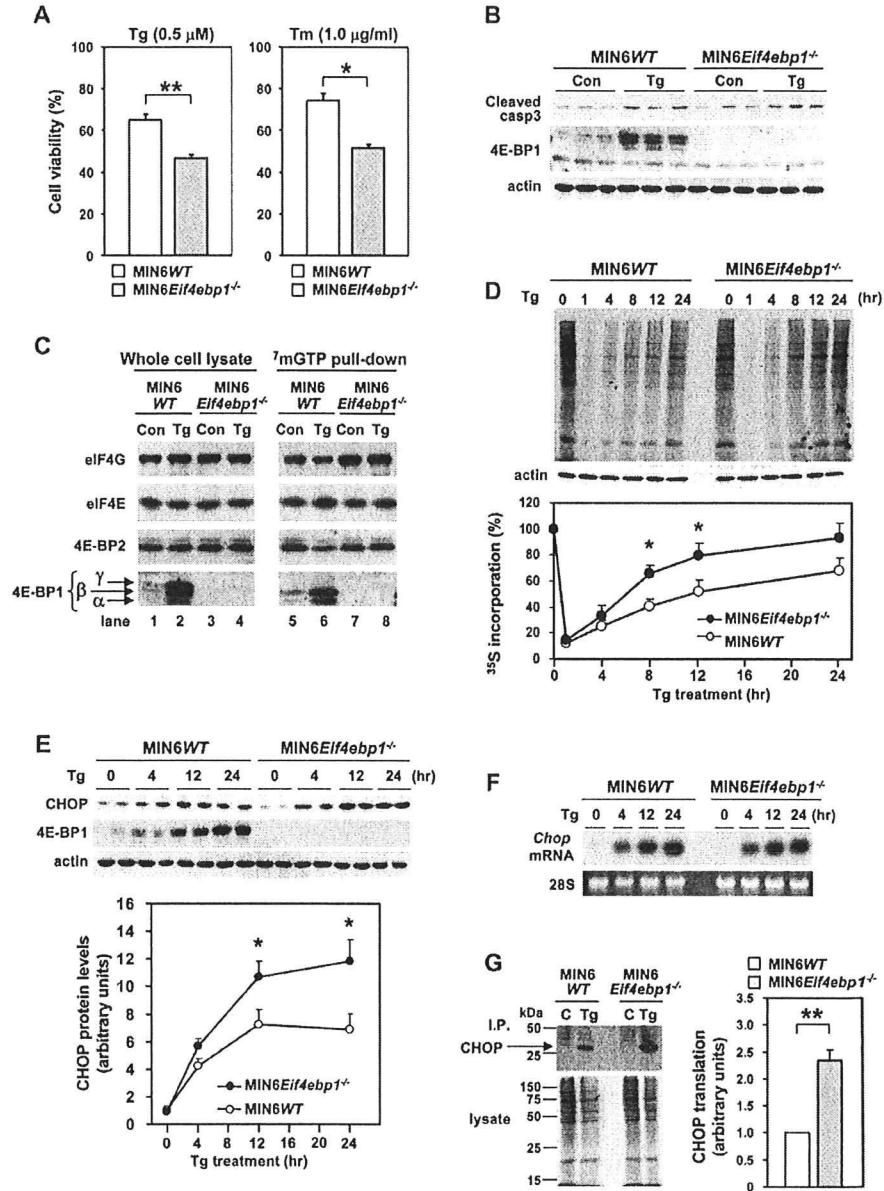 A
Tg (0.5 μM)
Tm (1.0 μg/ml)
Cell viability (%)
100
80
60
40
20
0
**
100
80
60
40
20
0
*
MIN6WT
MIN6Eif4ebp1-/-
MIN6WT
MIN6Eif4ebp1-/-
B
MIN6WT
MIN6Eif4ebp1-/-
Con
Tg
Con
Tg
Cleaved
casp3
4E-BP1
actin
C
Whole cell lysate
7mGTP pull-down
MIN6
WT
MIN6
Eif4ebp1-/-
MIN6
WT
MIN6
Eif4ebp1-/-
Con Tg Con Tg
Con Tg Con Tg
eIF4G
eIF4E
4E-BP2
4E-BP1 { γ
β
α
lane 1 2 3 4 5 6 7 8
D
MIN6WT
MIN6Eif4ebp1-/-
Tg 0 1 4 8 12 24 0 1 4 8 12 24 (hr)
actin
35S incorporation (%)
120
100
80
60
40
20
0
*
*
MIN6Eif4ebp1-/-
MIN6WT
0 4 8 12 16 20 24
Tg treatment (hr)
E
MIN6WT
MIN6Eif4ebp1-/-
Tg 0 4 12 24 0 4 12 24 (hr)
CHOP
4E-BP1
actin
CHOP protein levels
(arbitrary units)
16
14
12
10
8
6
4
2
0
*
*
MIN6Eif4ebp1-/-
MIN6WT
0 4 8 12 16 20 24
Tg treatment (hr)
F
MIN6WT
MIN6Eif4ebp1-/-
Tg 0 4 12 24 0 4 12 24 (hr)
Chop
mRNA
28S
G
MIN6
WT
MIN6
Eif4ebp1-/-
kDa C Tg C Tg
I.P.
50
CHOP
25
lysate
150
75
50
25
15
MIN6WT
MIN6Eif4ebp1-/-
CHOP translation
(arbitrary units)
3.0
2.5
2.0
1.5
1.0
0.5
0
**